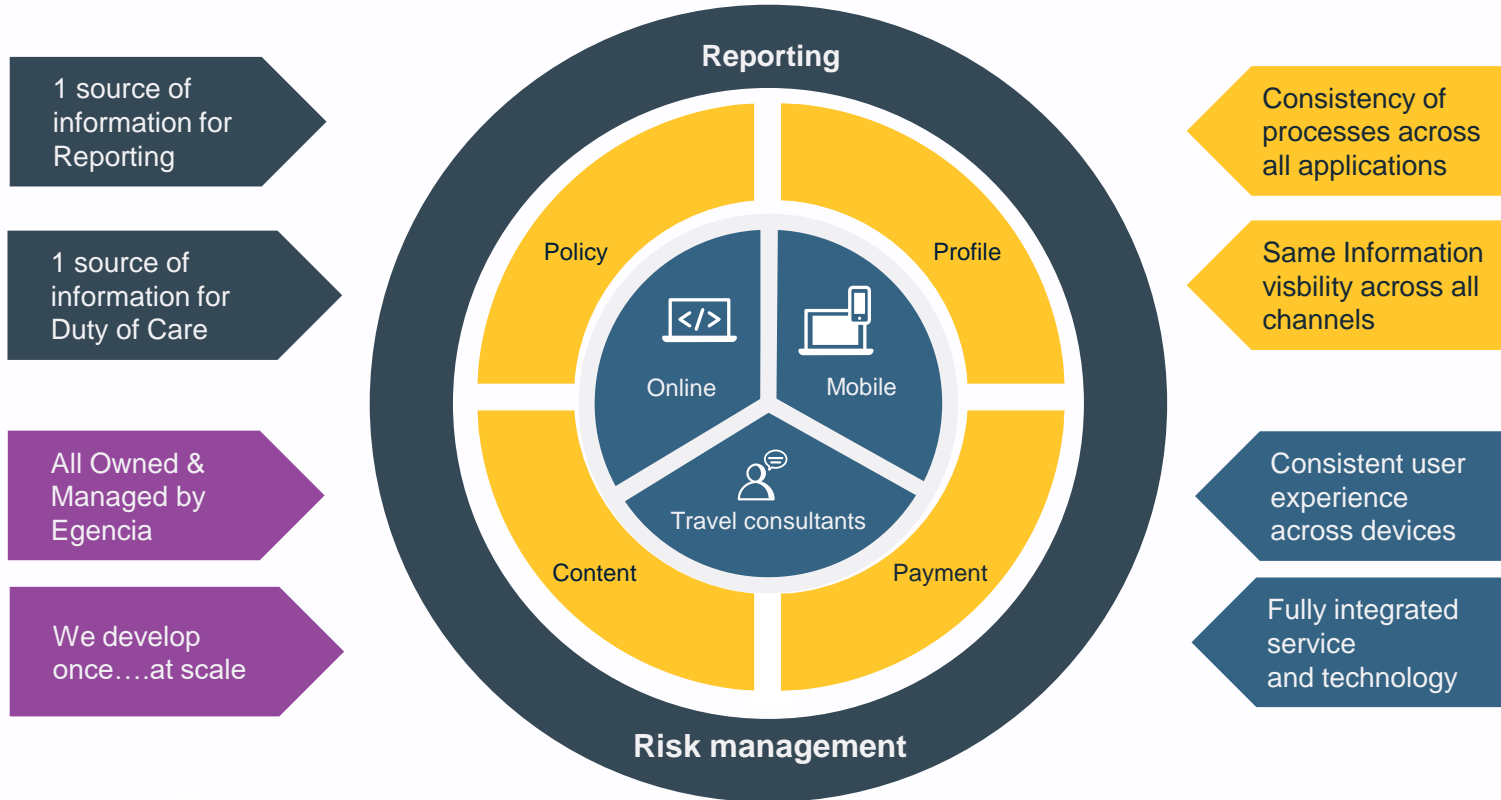 Reporting
1 source of
information for
Reporting
1 source of
information for
Duty of Care
All Owned &
Managed by
Egencia
We develop
once….at scale
Policy
Profile
</>
Online
Mobile
Travel consultants
Content
Payment
Risk management
Consistency of
processes across
all applications
Same Information
visbility across all
channels
Consistent user
experience
across devices
Fully integrated
service
and technology